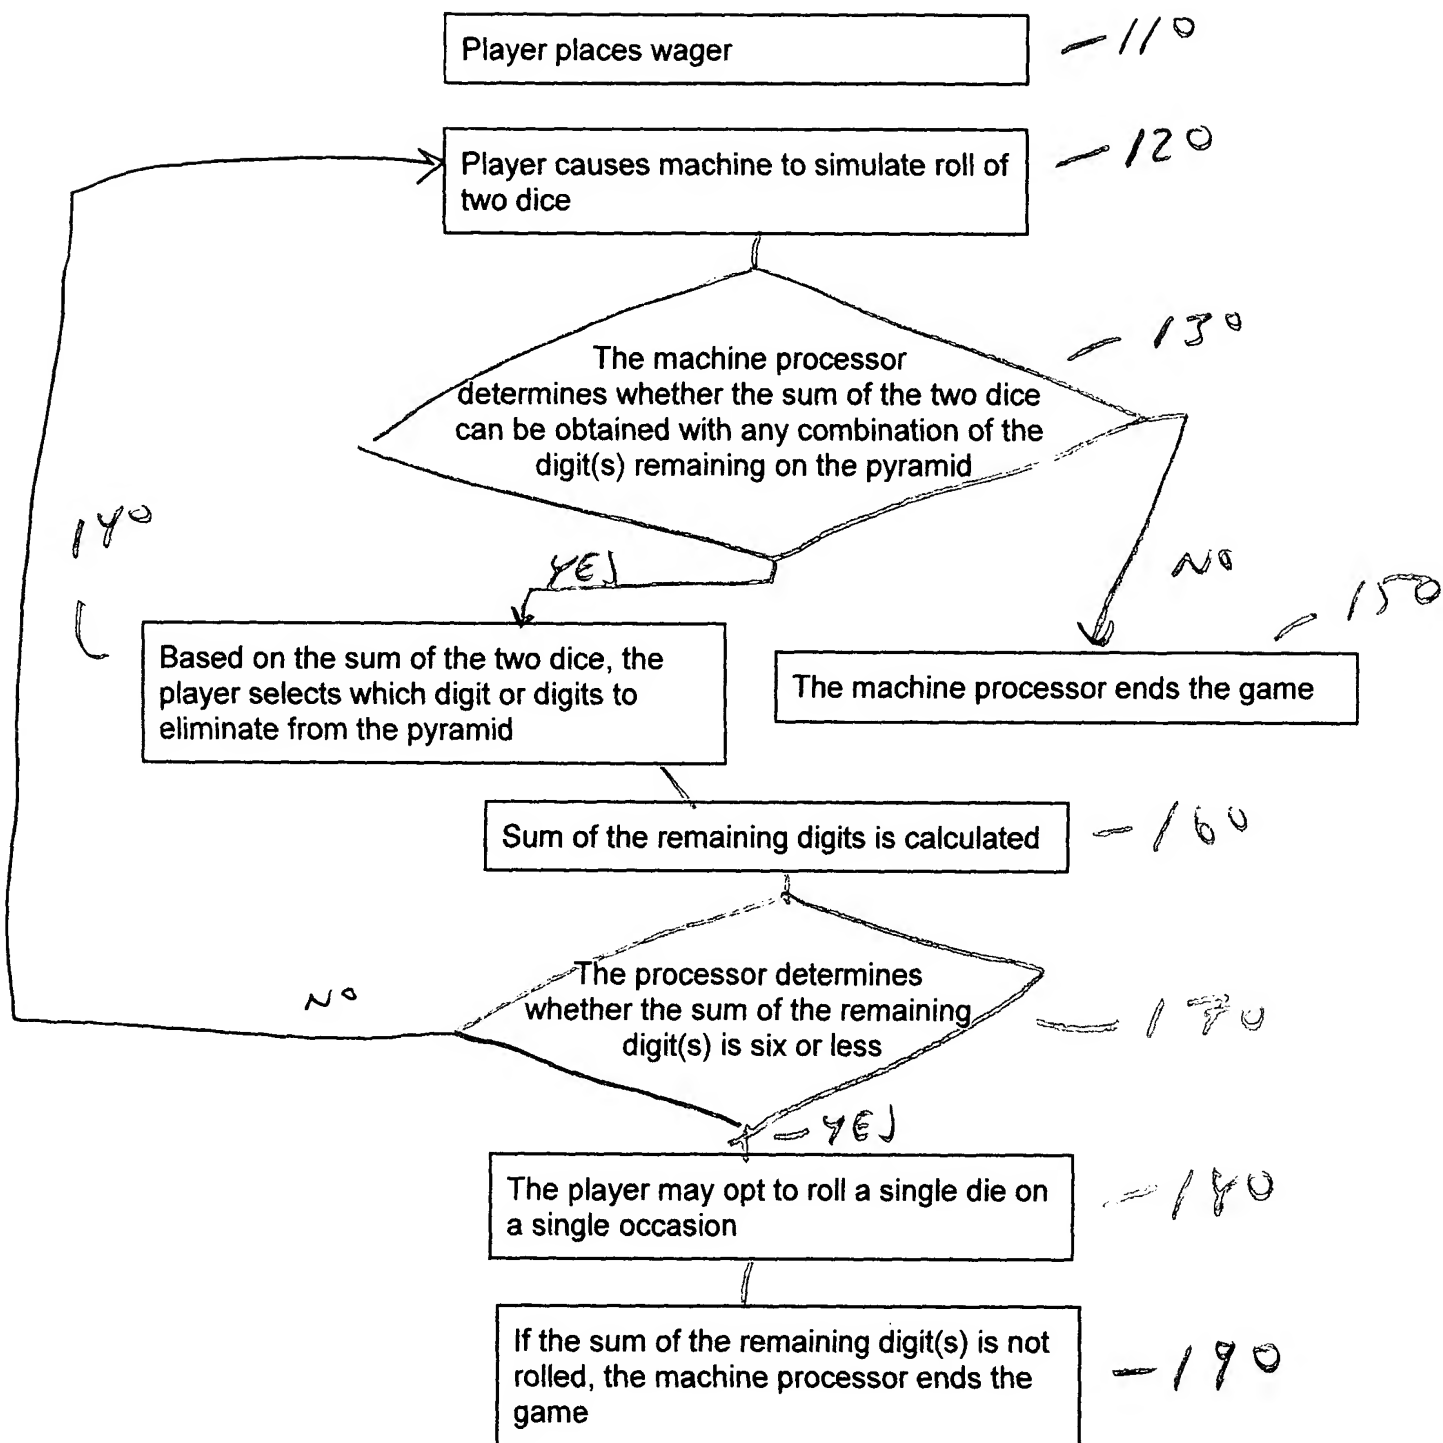 Player places wager
- 110
Player causes machine to simulate roll of
two dice
- 120
The machine processor
determines whether the sum of the two dice
can be obtained with any combination of the
digit(s) remaining on the pyramid
- 130
YES
NO
140
Based on the sum of the two dice, the
player selects which digit or digits to
eliminate from the pyramid
- 150
The machine processor ends the game
Sum of the remaining digits is calculated
- 160
NO
The processor determines
whether the sum of the remaining
digit(s) is six or less
- 170
- YES
The player may opt to roll a single die on
a single occasion
- 180
If the sum of the remaining digit(s) is not
rolled, the machine processor ends the
game
- 190